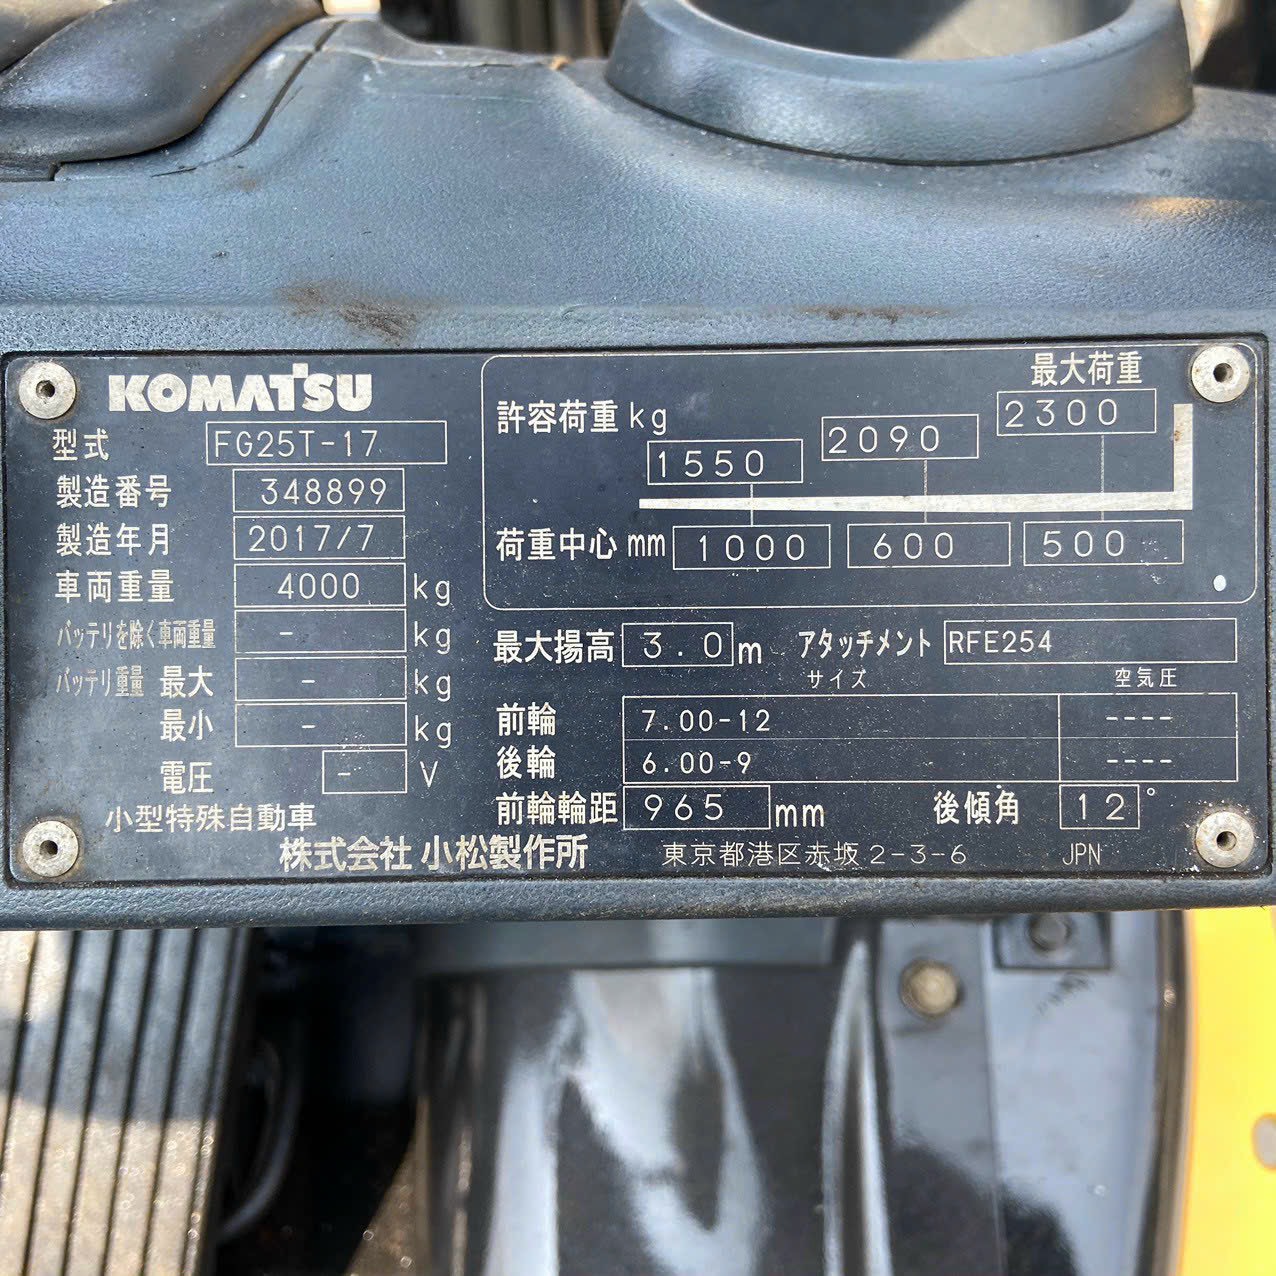 KOMATSU
型式 FG25T-17
製造番号 348899
製造年月 2017/7
車両重量 4000 kg
バッテリを除く車両重量 - kg
バッテリ重量 最大 - kg
最小 - kg
電圧 - V
小型特殊自動車
最大荷重
許容荷重 kg 1550 2090 2300
荷重中心 mm 1000 600 500
最大揚高 3.0 m アタッチメント RFE254
サイズ 空気圧
前輪 7.00-12 ----
後輪 6.00-9 ----
前輪輪距 965 mm 後傾角 12°
株式会社 小松製作所 東京都港区赤坂2-3-6 JPN